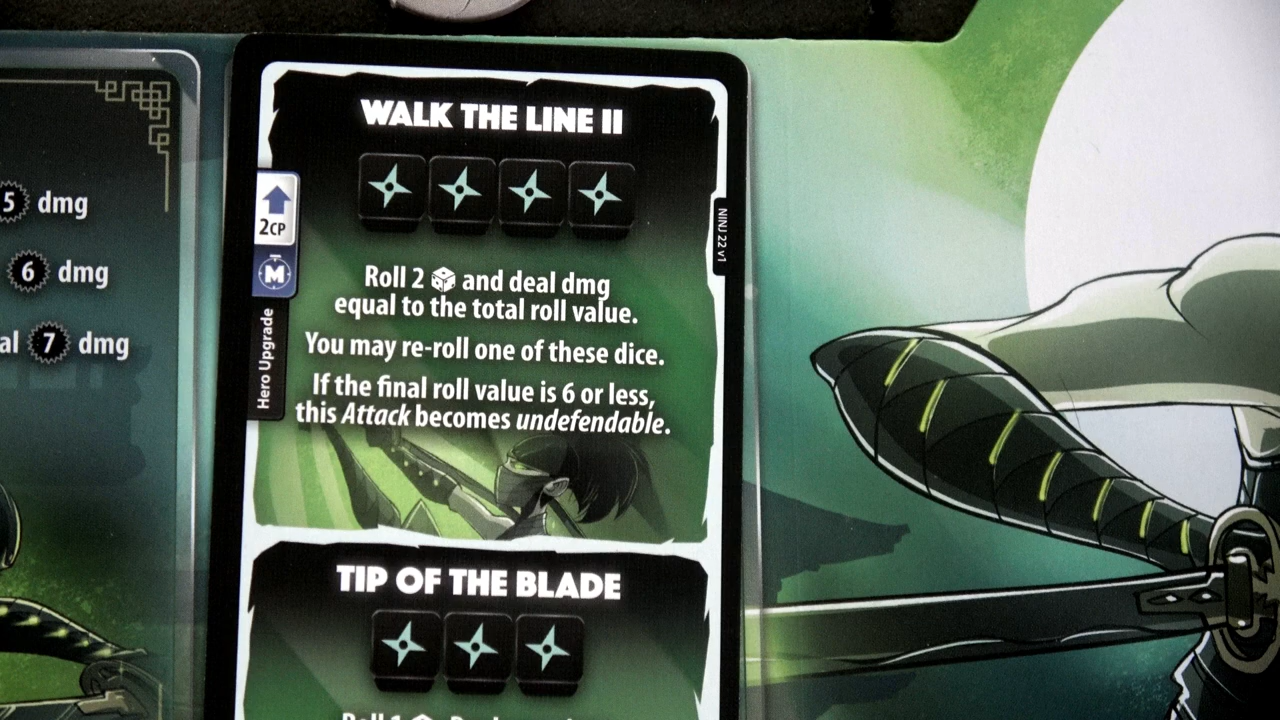 5 dmg
6 dmg
7 dmg
WALK THE LINE II
2CP
M
Hero Upgrade
NINJ 22 v1
Roll 2 and deal dmg
equal to the total roll value.
You may re-roll one of these dice.
If the final roll value is 6 or less,
this Attack becomes undefendable.
TIP OF THE BLADE